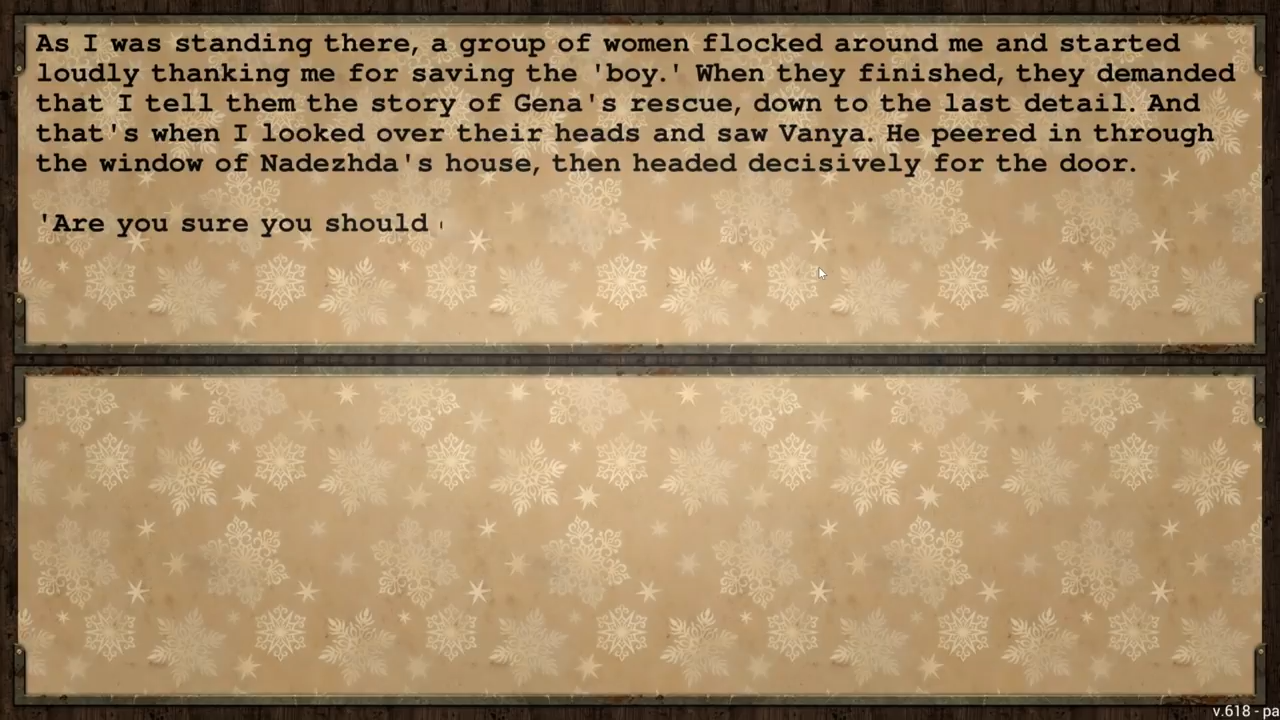 As I was standing there, a group of women flocked around me and started
loudly thanking me for saving the 'boy.' When they finished, they demanded
that I tell them the story of Gena's rescue, down to the last detail. And
that's when I looked over their heads and saw Vanya. He peered in through
the window of Nadezhda's house, then headed decisively for the door.
'Are you sure you should
v.618 - pa